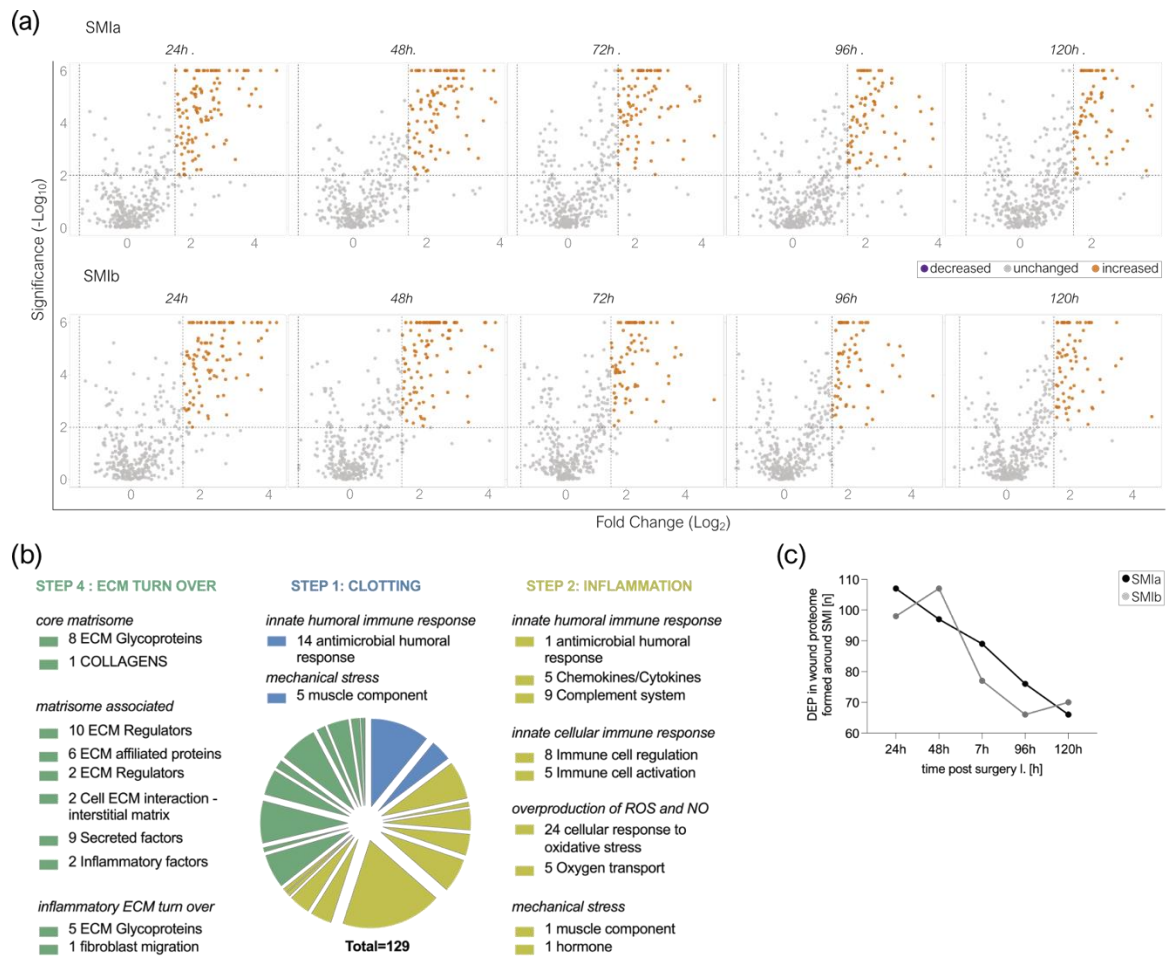 (a)
SMIa
24h .
48h.
72h .
96h .
120h .
6
4
2
0
0 2 4
0 2 4
0 2 4
0 2 4
0 2
decreased unchanged increased
SMIb
24h
48h
72h
96h
120h
6
4
2
0
0 2 4
0 2 4
0 2 4
0 2 4
0 2 4
Significance (-Log10)
Fold Change (Log2)
(b)
STEP 4 : ECM TURN OVER
core matrisome
8 ECM Glycoproteins
1 COLLAGENS
matrisome associated
10 ECM Regulators
6 ECM affiliated proteins
2 ECM Regulators
2 Cell ECM interaction -
interstitial matrix
9 Secreted factors
2 Inflammatory factors
inflammatory ECM turn over
5 ECM Glycoproteins
1 fibroblast migration
STEP 1: CLOTTING
innate humoral immune response
14 antimicrobial humoral
response
mechanical stress
5 muscle component
Total=129
STEP 2: INFLAMMATION
innate humoral immune response
1 antimicrobial humoral
response
5 Chemokines/Cytokines
9 Complement system
innate cellular immune response
8 Immune cell regulation
5 Immune cell activation
overproduction of ROS and NO
24 cellular response to
oxidative stress
5 Oxygen transport
mechanical stress
1 muscle component
1 hormone
(c)
DEP in wound proteome
formed around SMI [n]
110
100
90
80
70
60
24h 48h 7h 96h 120h
time post surgery I. [h]
SMIa
SMIb